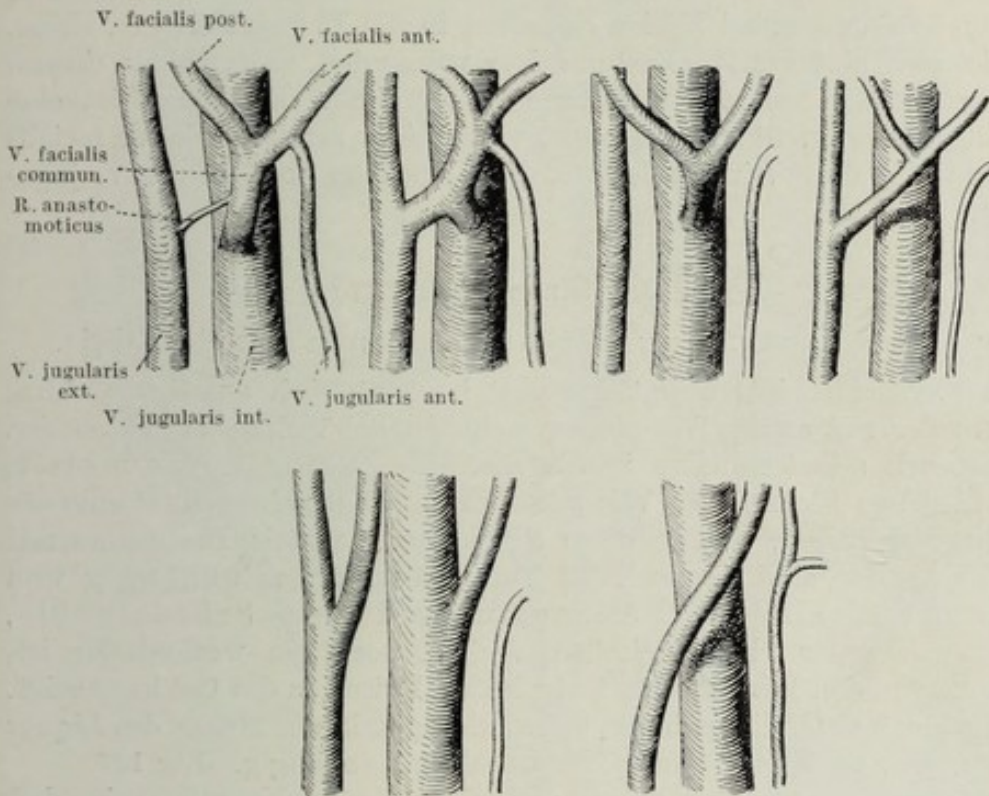 V. facialis post.
V. facialis ant.
V. facialis
commun.
R. anasto-
moticus
V. jugularis
ext.
V. jugularis int.
V. jugularis ant.